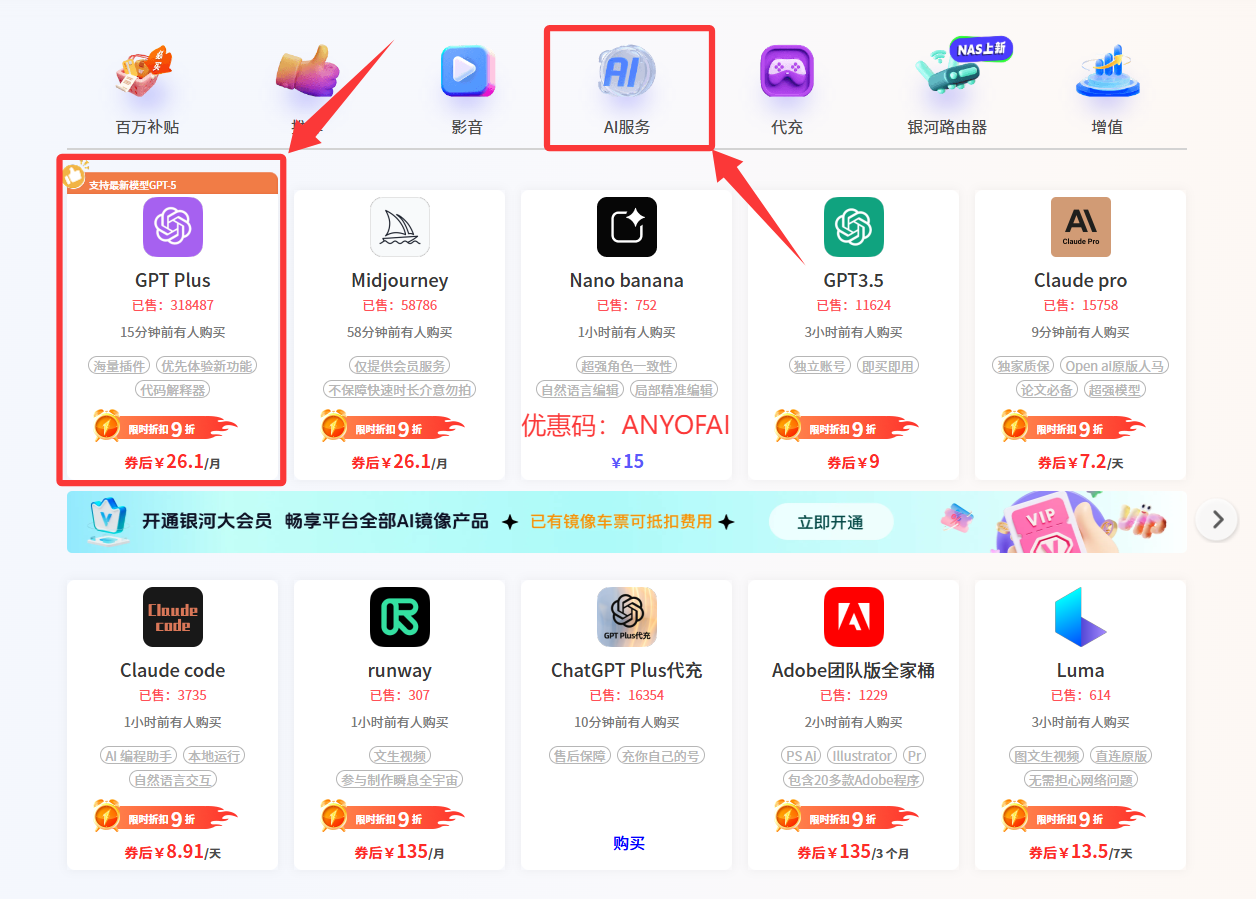 必买
NAS上新
百万补贴
影音
AI
AI服务
代充
银河路由器
增值
支持最新模型GPT-5
GPT Plus
已售：318487
15分钟前有人购买
海量插件 优先体验新功能
代码解释器
限时折扣9折
券后¥26.1/月
Midjourney
已售：58786
58分钟前有人购买
仅提供会员服务
不保障快速时长介意勿拍
限时折扣9折
券后¥26.1/月
Nano banana
已售：752
1小时前有人购买
超强角色一致性
自然语言编辑 局部精准编辑
优惠码：ANYOFAI
¥15
GPT3.5
已售：11624
3小时前有人购买
独立账号 即买即用
限时折扣9折
券后¥9
AI
Claude Pro
Claude pro
已售：15758
9分钟前有人购买
独家质保 Open ai原版人马
论文必备 超强模型
限时折扣9折
券后¥7.2/天
开通银河大会员 畅享平台全部AI镜像产品 已有镜像车票可抵扣费用 立即开通
VIP
Claude
code
Claude code
已售：3735
1小时前有人购买
AI 编程助手 本地运行
自然语言交互
限时折扣9折
券后¥8.91/天
runway
已售：307
1小时前有人购买
文生视频
参与制作瞬息全宇宙
限时折扣9折
券后¥135/月
GPT Plus代充
ChatGPT Plus代充
已售：16354
10分钟前有人购买
售后保障 充你自己的号
购买
Adobe团队版全家桶
已售：1229
2小时前有人购买
PS AI Illustrator Pr
包含20多款Adobe程序
限时折扣9折
券后¥135/3 个月
Luma
已售：614
3小时前有人购买
图文生视频 直连原版
无需担心网络问题
限时折扣9折
券后¥13.5/7天